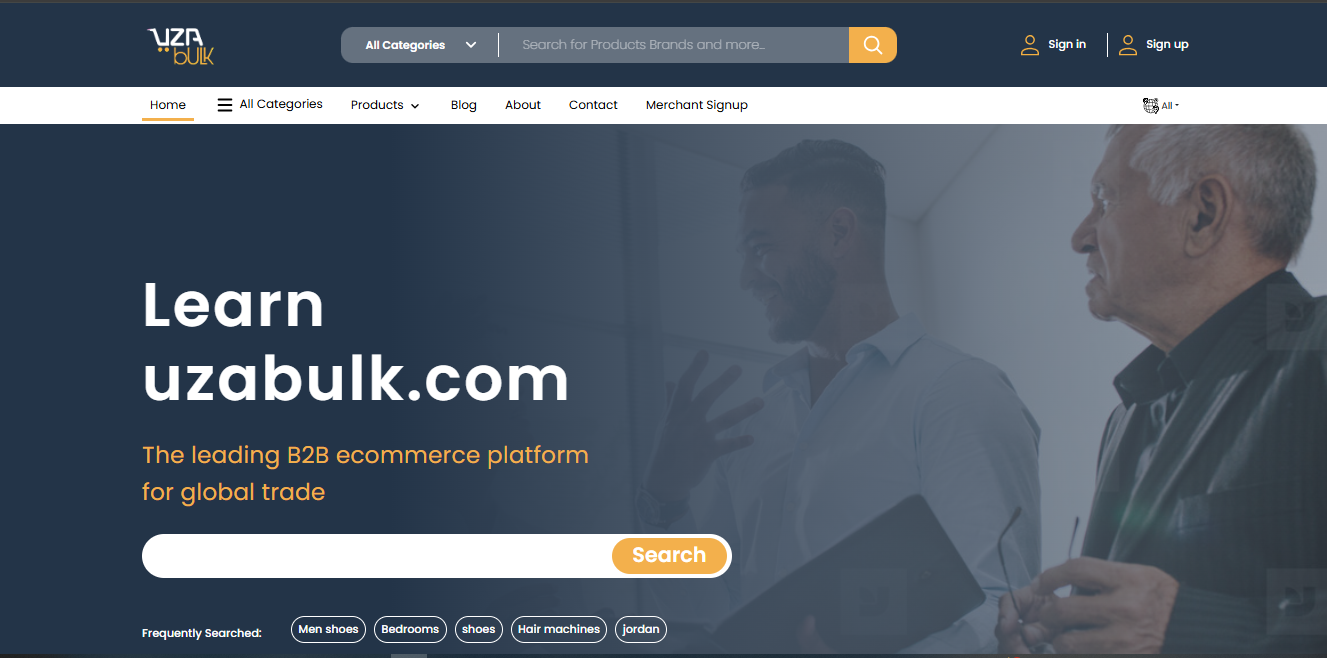 UZA
bulk
All Categories
Search for Products Brands and more...
Sign in
Sign up
Home
All Categories
Products
Blog
About
Contact
Merchant Signup
All
Learn
uzabulk.com
The leading B2B ecommerce platform
for global trade
Search
Frequently Searched:
Men shoes
Bedrooms
shoes
Hair machines
jordan